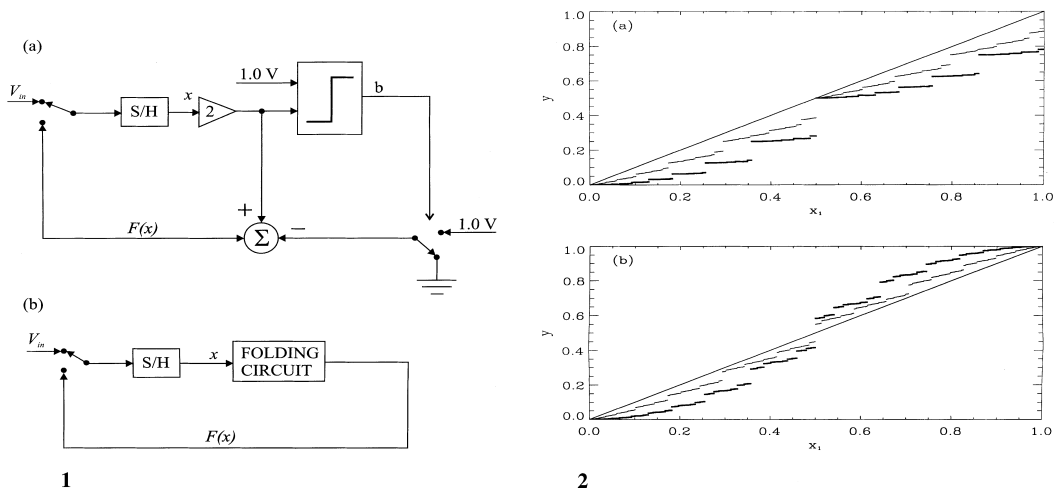 (a)
1.0 V
b
V_in
S/H
x
2
+
Σ
−
F(x)
1.0 V
(b)
V_in
S/H
x
FOLDING
CIRCUIT
F(x)
1
(a)
1.0
0.8
0.6
0.4
0.2
0.0
y
0.0 0.2 0.4 0.6 0.8 1.0
x₁
(b)
1.0
0.8
0.6
0.4
0.2
0.0
y
0.0 0.2 0.4 0.6 0.8 1.0
x₁
2